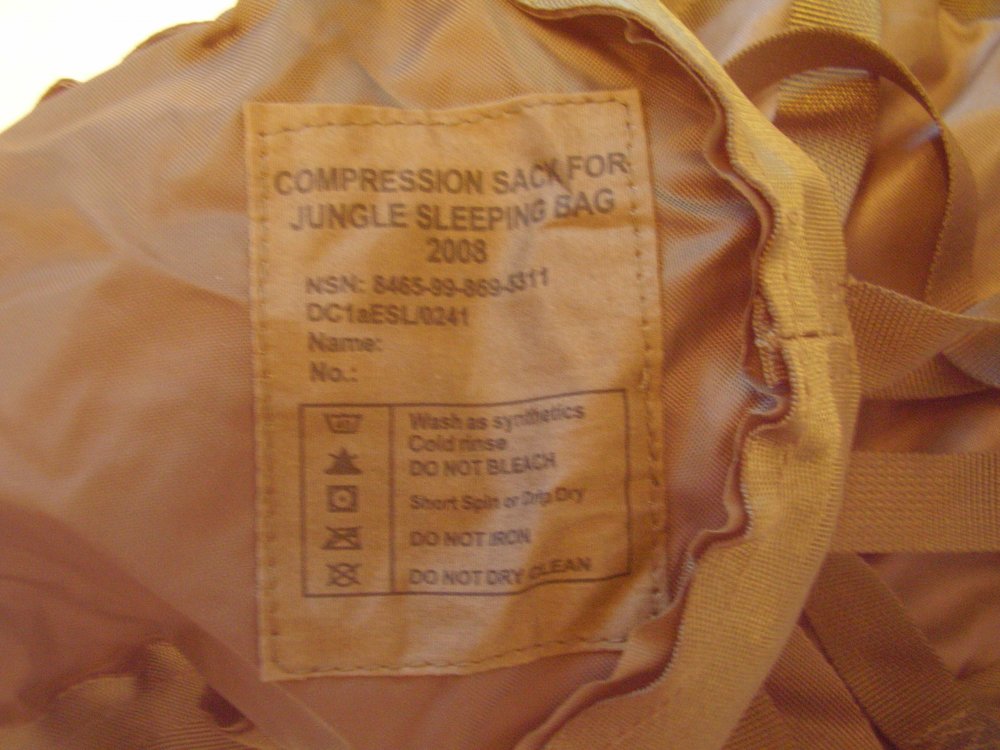 COMPRESSION SACK FOR
JUNGLE SLEEPING BAG
2008
NSN: 8465-99-869-5311
DC1aESL/0241
Name:
No.:
Wash as synthetics
Cold rinse
DO NOT BLEACH
Short Spin or Drip Dry
DO NOT IRON
DO NOT DRY CLEAN